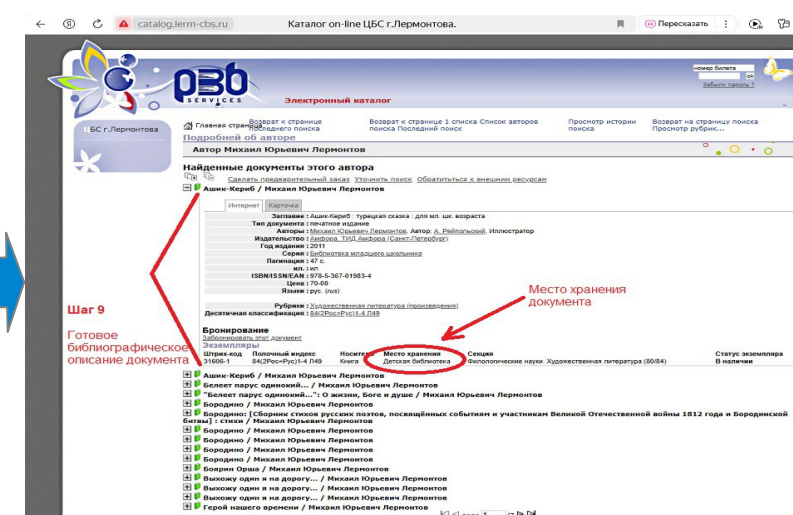 catalog.lerm-cbs.ru
Каталог on-line ЦБС г.Лермонтова.
Пересказать
номер билета
ok
Забыли пароль ?
рзб
SERVICES
Электронный каталог
ЦБС г.Лермонтова
Главная страница
Возврат к странице последнего поиска
Возврат к странице 1 списка Список авторов поиска Последний поиск
Просмотр истории поиска
Возврат на страницу поиска Просмотр рубрик...
Подробней об авторе
Автор Михаил Юрьевич Лермонтов
Найденные документы этого автора
Сделать предварительный заказ Уточнить поиск Обратиться к внешним ресурсам
Ашик-Кериб / Михаил Юрьевич Лермонтов
Интернет Карточка
Заглавие : Ашик-Кериб : турецкая сказка : для мл. шк. возраста
Тип документа : печатное издание
Авторы : Михаил Юрьевич Лермонтов, Автор; А. Рейпольский, Иллюстратор
Издательство : Амфора. ТИД Амфора (Санкт-Петербург)
Год издания : 2011
Серия : Библиотека младшего школьника
Пагинация : 47 с.
ил. : ил
ISBN/ISSN/EAN : 978-5-367-01983-4
Цена : 70-00
Языки : рус. (rus)
Место хранения
документа
Рубрики : Художественная литература (произведения)
Десятичная классификация : 84(2Рос=Рус)1-4 Л49
Шаг 9
Готовое
библиографическое
описание документа
Бронирование
Забронировать этот документ
Экземпляры
Штрих-код Полочный индекс Носитель Место хранения Секция Статус экземпляра
31606-1 84(2Рос=Рус)1-4 Л49 Книга Детская библиотека Филологические науки. Художественная литература (80/84) В наличии
Ашик-Кериб / Михаил Юрьевич Лермонтов
Белеет парус одинокий... / Михаил Юрьевич Лермонтов
"Белеет парус одинокий...": О жизни, Боге и душе / Михаил Юрьевич Лермонтов
Бородино / Михаил Юрьевич Лермонтов
Бородино: [Сборник стихов русских поэтов, посвящённых событиям и участникам Великой Отечественной войны 1812 года и Бородинской
битвы] : стихи / Михаил Юрьевич Лермонтов
Бородино / Михаил Юрьевич Лермонтов
Бородино / Михаил Юрьевич Лермонтов
Бородино / Михаил Юрьевич Лермонтов
Боярин Орша / Михаил Юрьевич Лермонтов
Выхожу один я на дорогу... / Михаил Юрьевич Лермонтов
Выхожу один я на дорогу... / Михаил Юрьевич Лермонтов
Выхожу один я на дорогу... / Михаил Юрьевич Лермонтов
Герой нашего времени / Михаил Юрьевич Лермонтов